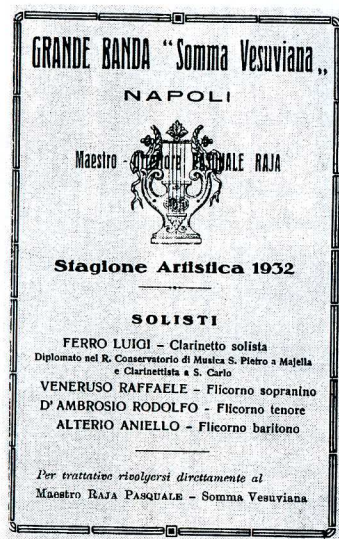 GRANDE BANDA "Somma Vesuviana„
NAPOLI
Maestro - Direttore PASQUALE RAJA
Stagione Artistica 1932
SOLISTI
FERRO LUIGI – Clarinetto solista
Diplomato nel R. Conservatorio di Musica S. Pietro a Majella
e Clarinettista a S. Carlo
VENERUSO RAFFAELE – Flicorno sopranino
D'AMBROSIO RODOLFO - Flicorno tenore
ALTERIO ANIELLO – Flicorno baritono
Per trattative rivolgersi direttamente al
Maestro RAJA PASQUALE – Somma Vesuviana